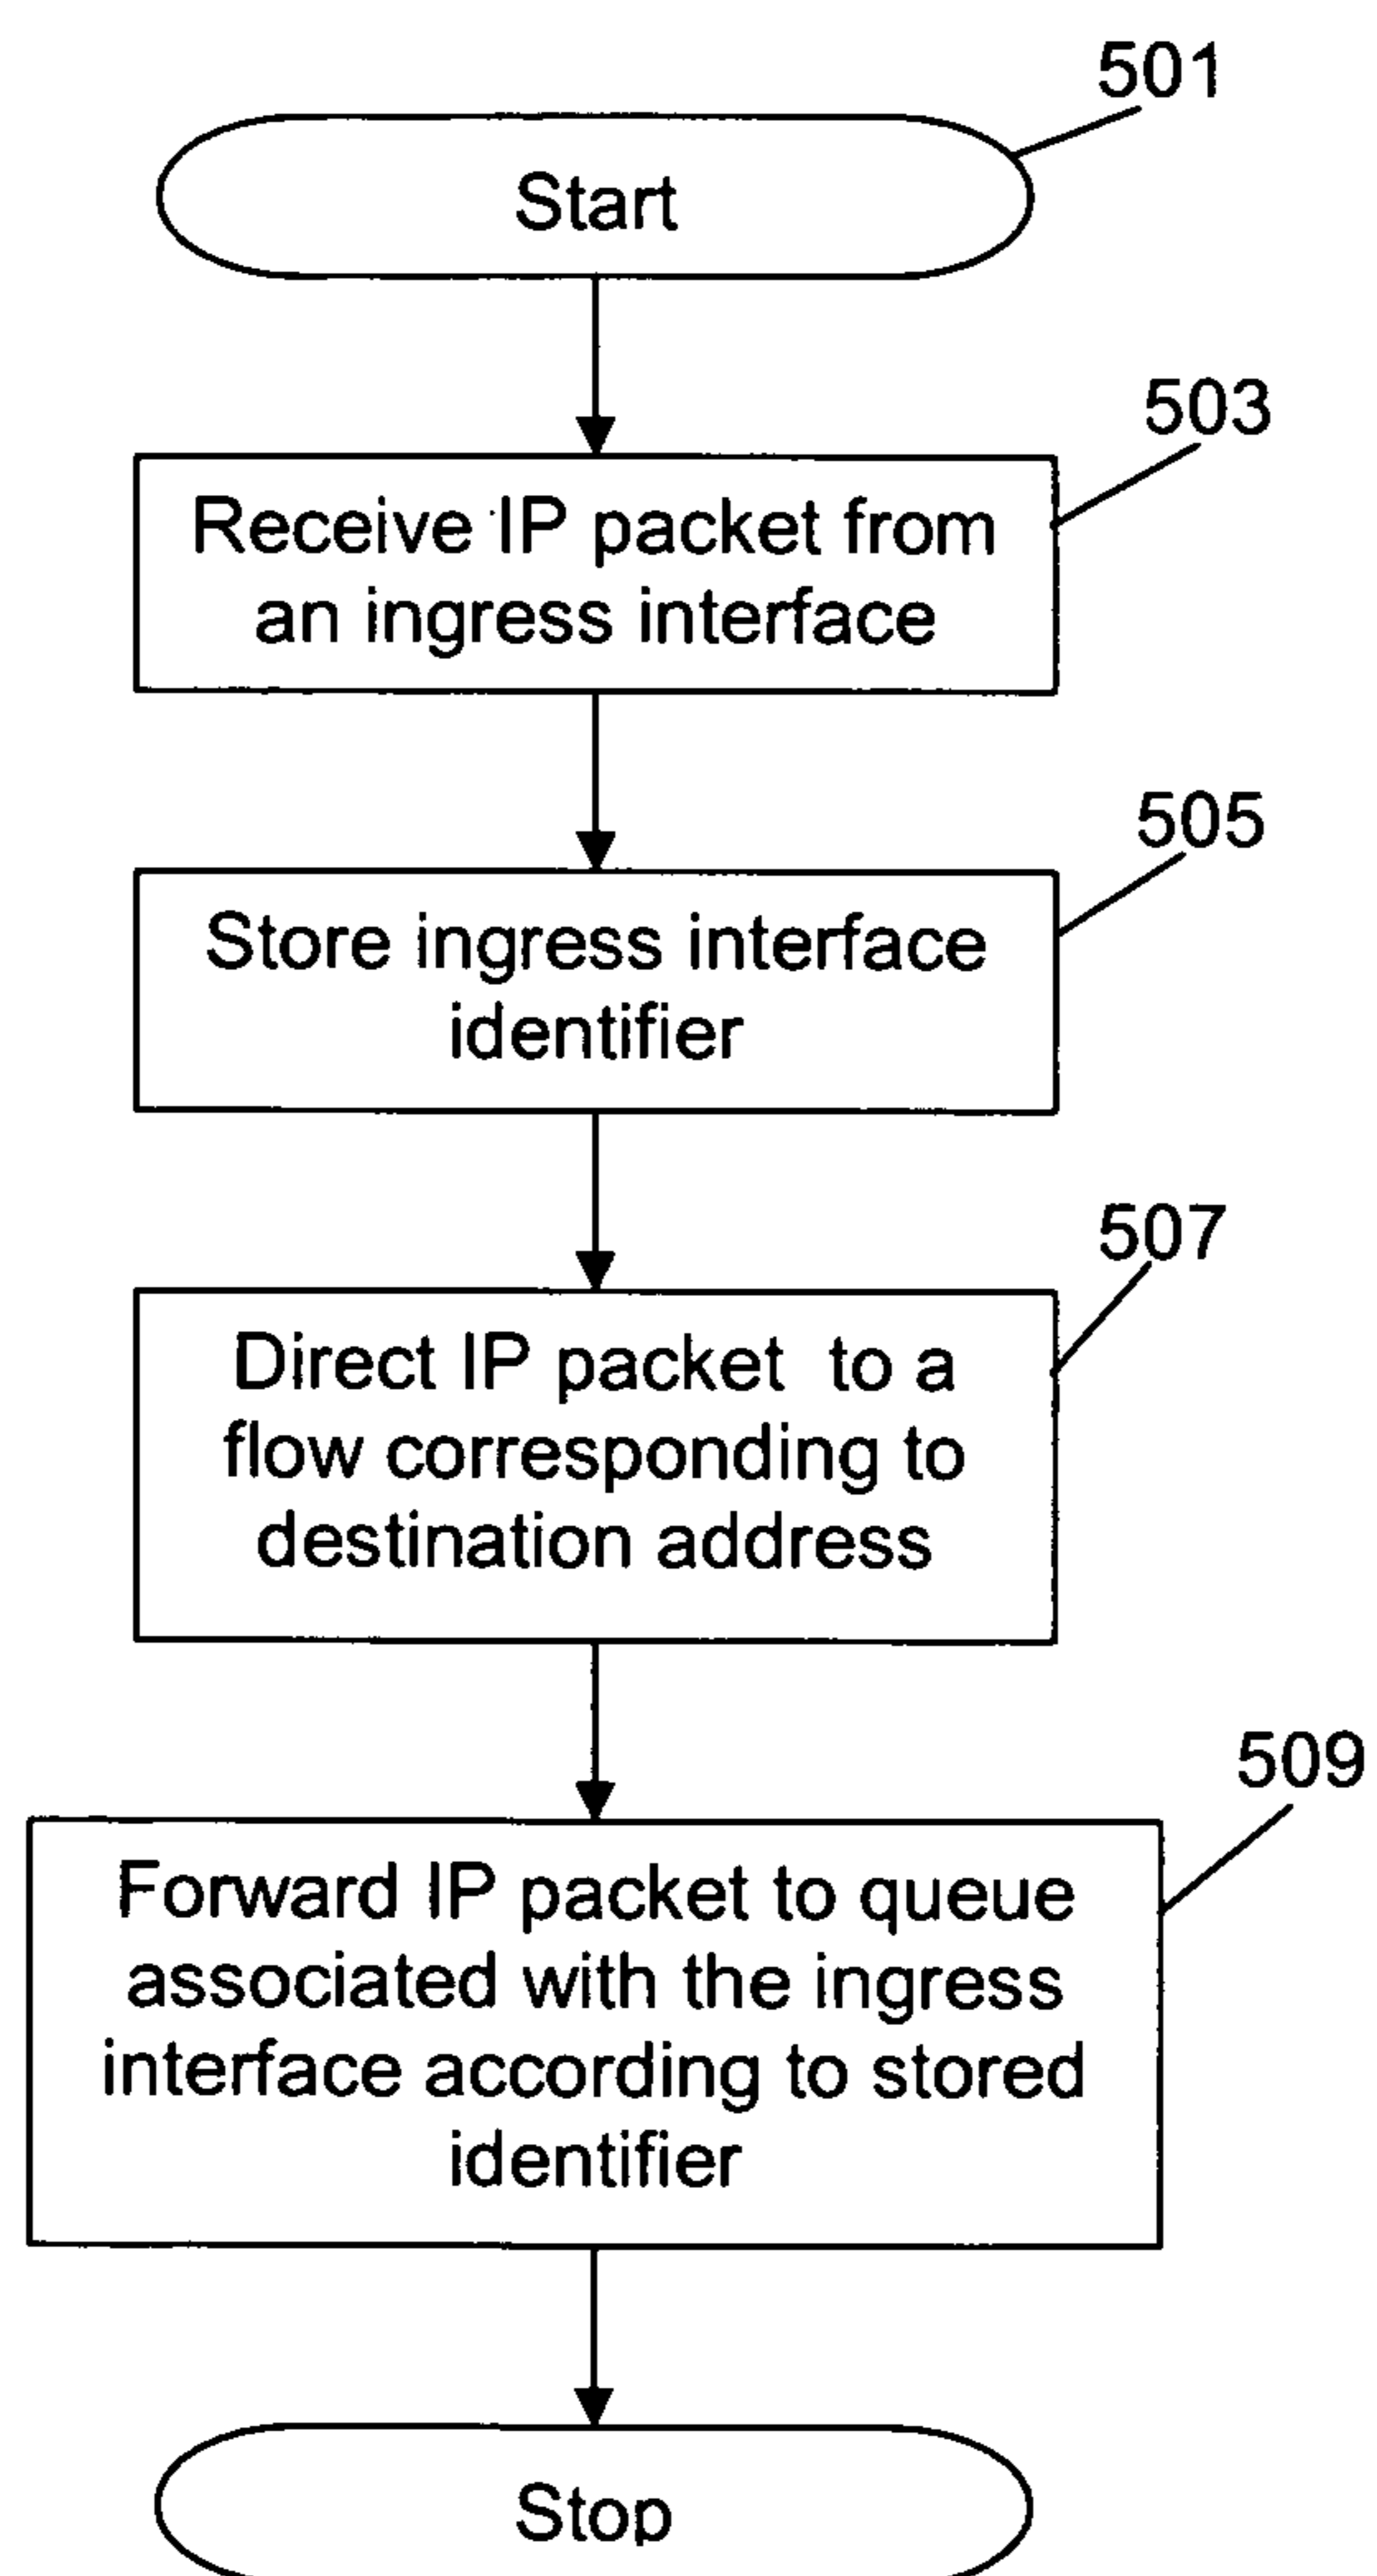 501
Start
503
Receive IP packet from
an ingress interface
505
Store ingress interface
identifier
507
Direct IP packet to a
flow corresponding to
destination address
509
Forward IP packet to queue
associated with the ingress
interface according to stored
identifier
Stop